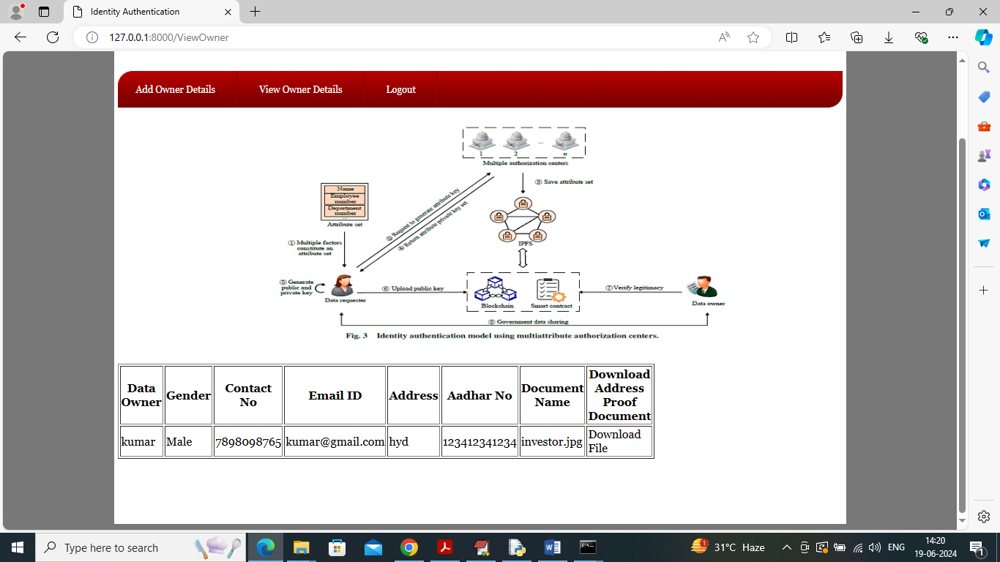 Identity Authentication
127.0.0.1:8000/ViewOwner
Add Owner Details
View Owner Details
Logout
1
2
...
n
Multiple authorization centers
③ Save attribute set
Name
Employee
number
Department
number
...
Attribute set
② Request to generate attribute key
④ Return attribute private key set
IPFS
① Multiple factors
constitute an
attribute set
⑤ Generate
public and
private key
Data requester
⑥ Upload public key
Blockchain
Smart contract
⑦ Verify legitimacy
Data owner
⑧ Government data sharing
Fig. 3 Identity authentication model using multiattribute authorization centers.
Data Owner Gender Contact No Email ID Address Aadhar No Document Name Download Address Proof Document
kumar Male 7898098765 kumar@gmail.com hyd 123412341234 investor.jpg Download File
Type here to search
1
31°C Haze
ENG
14:20
19-06-2024
1